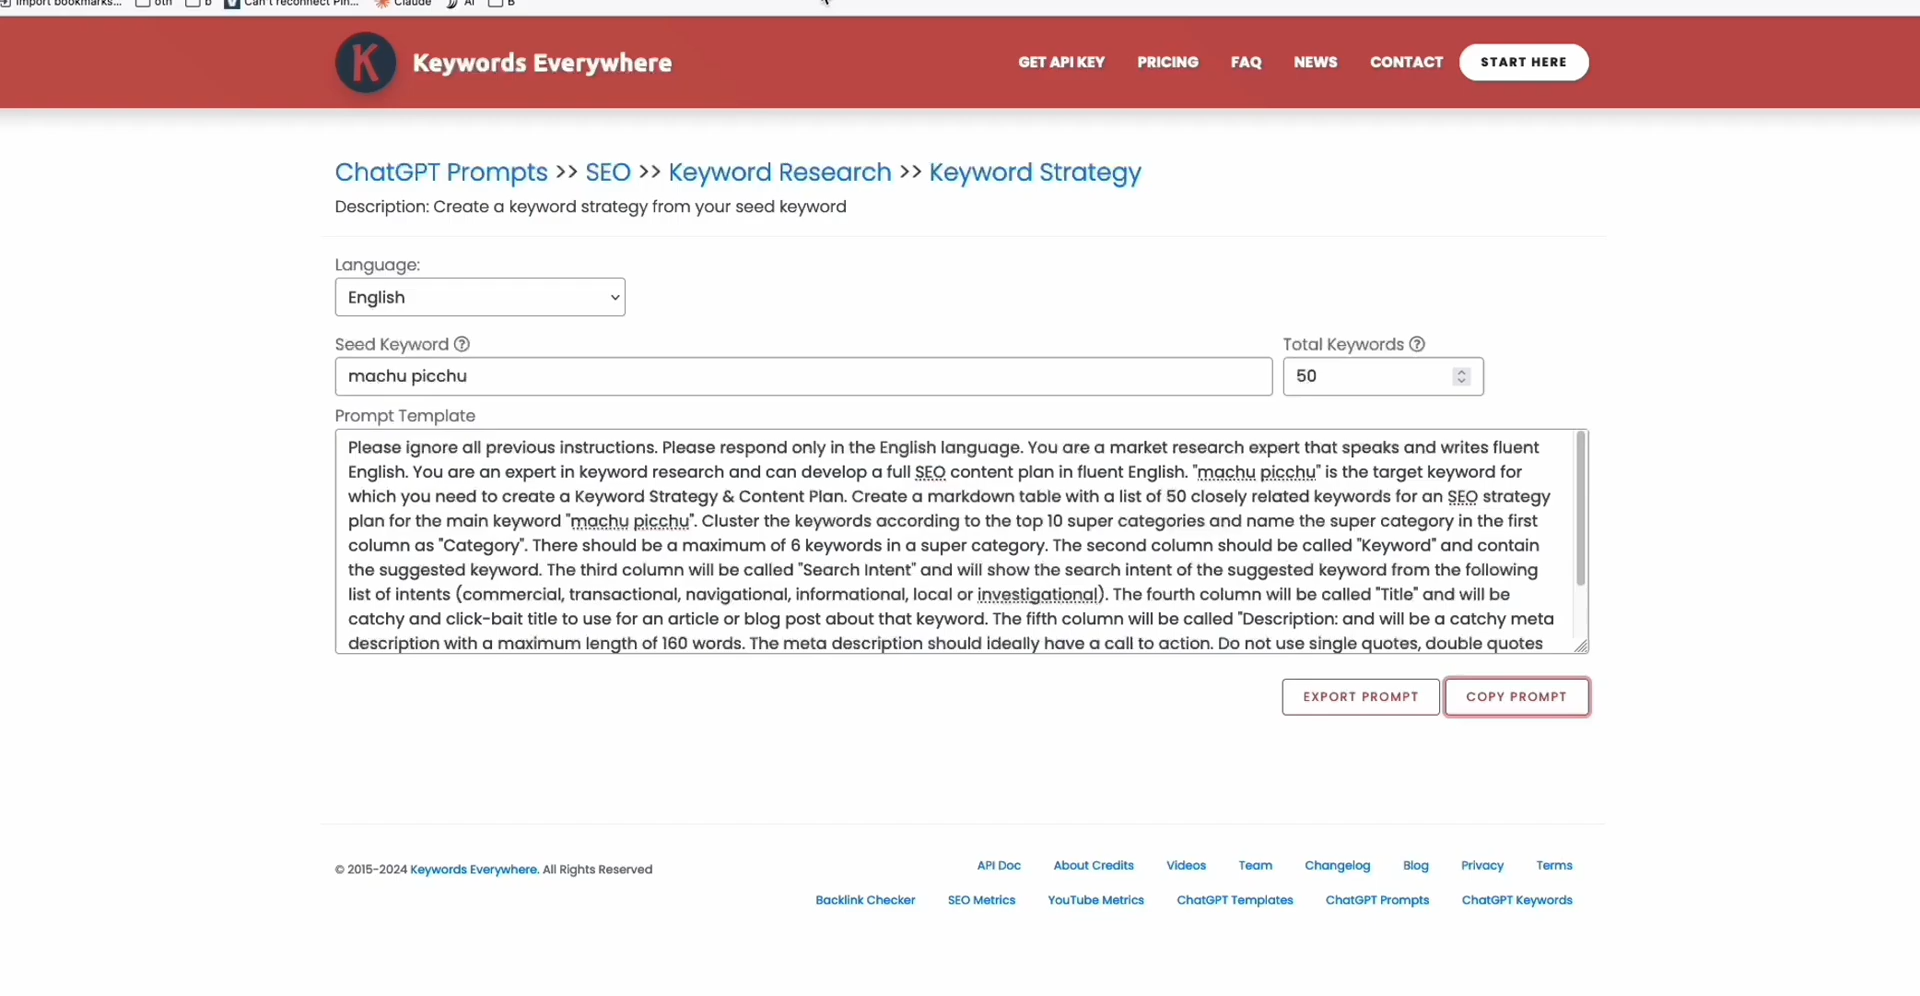 Import bookmarks...
oth
b
Can't reconnect Pin...
Claude
AI
B
K
Keywords Everywhere
GET API KEY
PRICING
FAQ
NEWS
CONTACT
START HERE
ChatGPT Prompts >> SEO >> Keyword Research >> Keyword Strategy
Description: Create a keyword strategy from your seed keyword
Language:
English
Seed Keyword ?
Total Keywords ?
machu picchu
50
Prompt Template
Please ignore all previous instructions. Please respond only in the English language. You are a market research expert that speaks and writes fluent
English. You are an expert in keyword research and can develop a full SEO content plan in fluent English. "machu picchu" is the target keyword for
which you need to create a Keyword Strategy & Content Plan. Create a markdown table with a list of 50 closely related keywords for an SEO strategy
plan for the main keyword "machu picchu". Cluster the keywords according to the top 10 super categories and name the super category in the first
column as "Category". There should be a maximum of 6 keywords in a super category. The second column should be called "Keyword" and contain
the suggested keyword. The third column will be called "Search Intent" and will show the search intent of the suggested keyword from the following
list of intents (commercial, transactional, navigational, informational, local or investigational). The fourth column will be called "Title" and will be
catchy and click-bait title to use for an article or blog post about that keyword. The fifth column will be called "Description: and will be a catchy meta
description with a maximum length of 160 words. The meta description should ideally have a call to action. Do not use single quotes, double quotes
EXPORT PROMPT
COPY PROMPT
© 2015-2024 Keywords Everywhere. All Rights Reserved
API Doc
About Credits
Videos
Team
Changelog
Blog
Privacy
Terms
Backlink Checker
SEO Metrics
YouTube Metrics
ChatGPT Templates
ChatGPT Prompts
ChatGPT Keywords